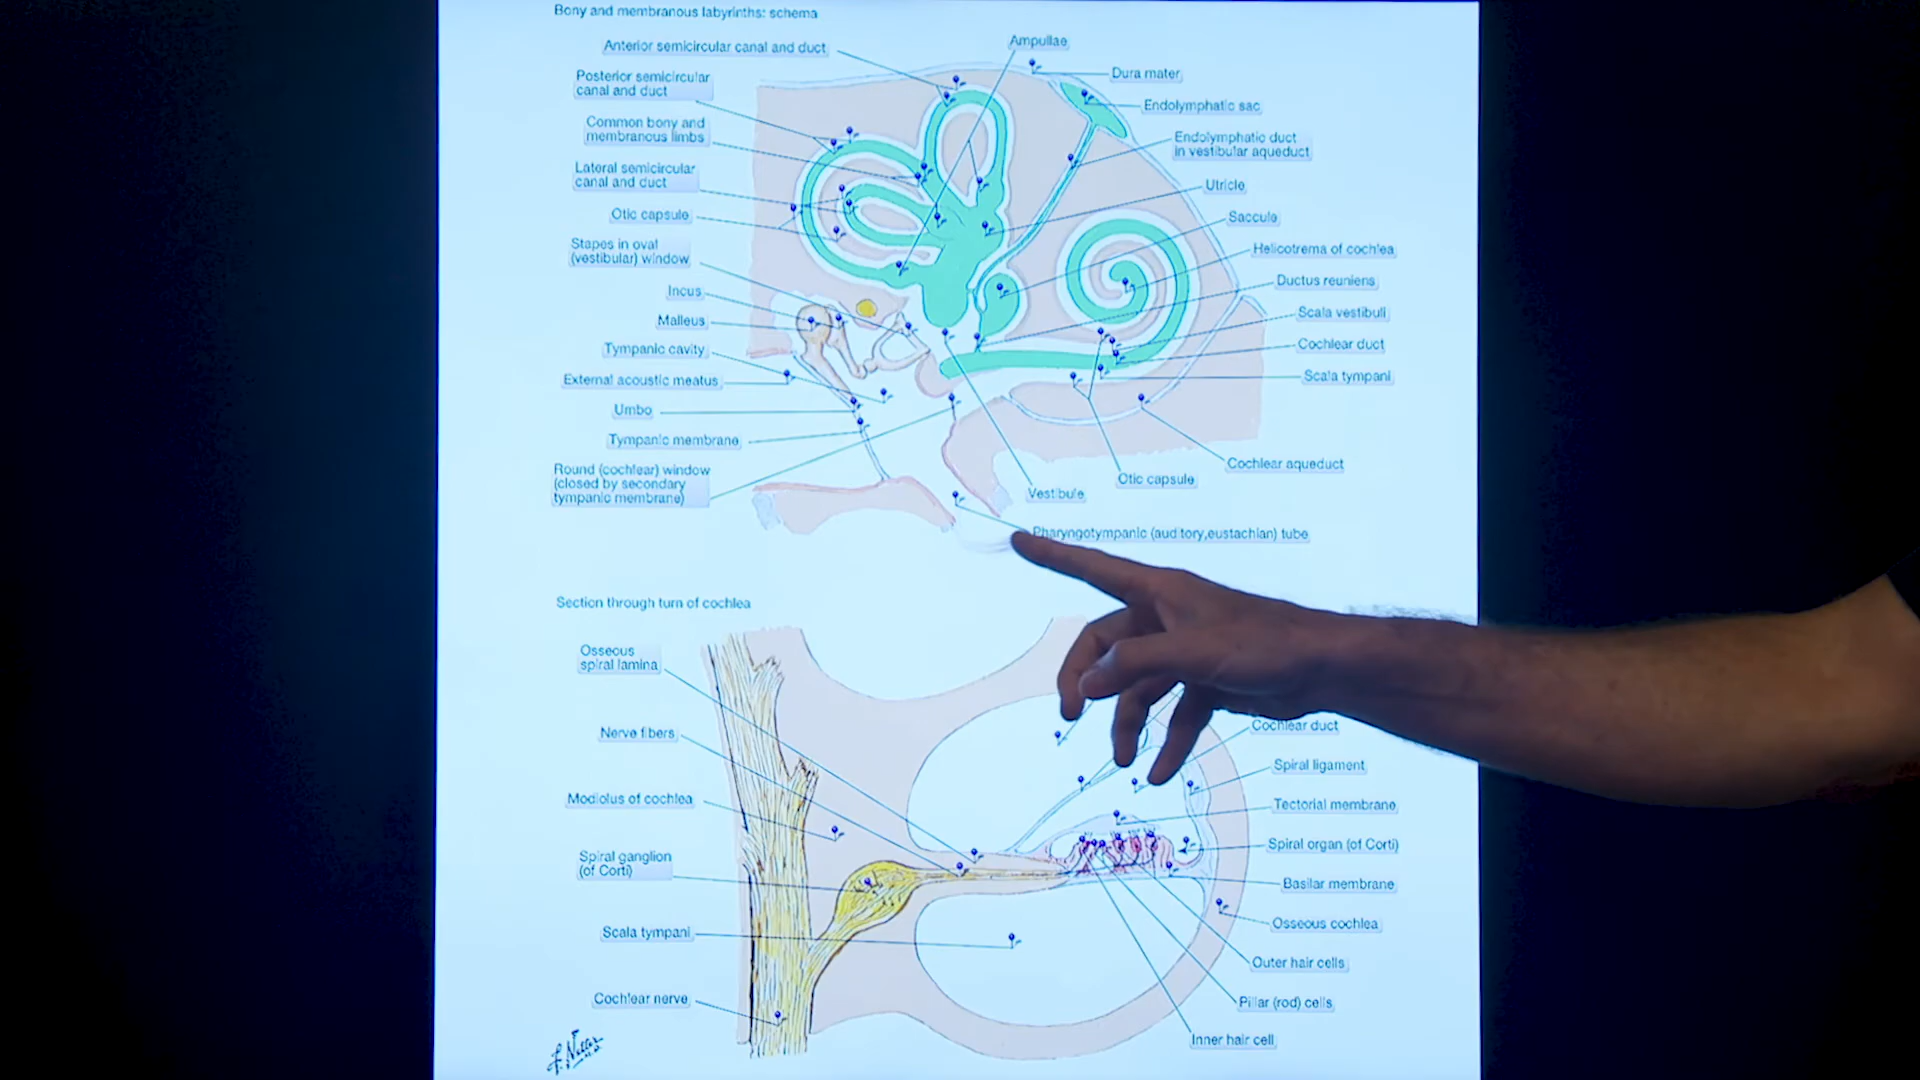 Bony and membranous labyrinths: schema
Anterior semicircular canal and duct
Ampullae
Posterior semicircular
canal and duct
Dura mater
Endolymphatic sac
Common bony and
membranous limbs
Endolymphatic duct
in vestibular aqueduct
Lateral semicircular
canal and duct
Utricle
Otic capsule
Saccule
Stapes in oval
(vestibular) window
Helicotrema of cochlea
Incus
Ductus reuniens
Malleus
Scala vestibuli
Tympanic cavity
Cochlear duct
External acoustic meatus
Scala tympani
Umbo
Tympanic membrane
Round (cochlear) window
(closed by secondary
tympanic membrane)
Cochlear aqueduct
Otic capsule
Vestibule
Pharyngotympanic (auditory,eustachian) tube
Section through turn of cochlea
Osseous
spiral lamina
Nerve fibers
Cochlear duct
Spiral ligament
Modiolus of cochlea
Tectorial membrane
Spiral ganglion
(of Corti)
Spiral organ (of Corti)
Basilar membrane
Scala tympani
Osseous cochlea
Outer hair cells
Cochlear nerve
Pillar (rod) cells
Inner hair cell
F. Netter